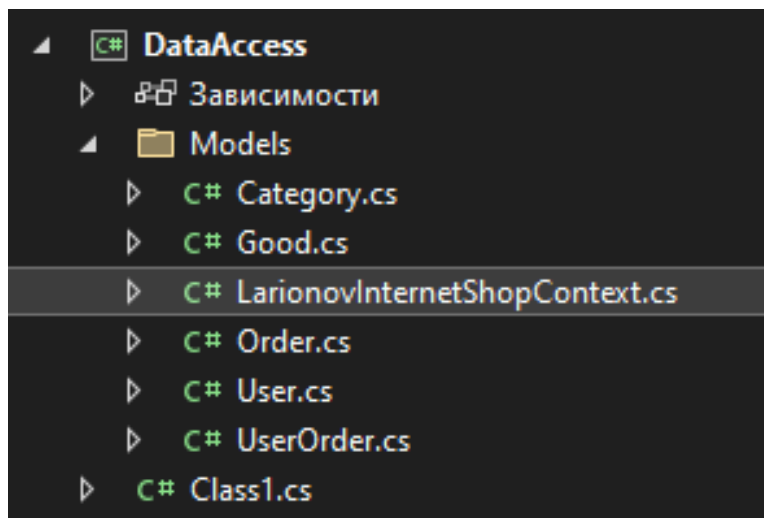 C# DataAccess
Зависимости
Models
C# Category.cs
C# Good.cs
C# LarionovInternetShopContext.cs
C# Order.cs
C# User.cs
C# UserOrder.cs
C# Class1.cs